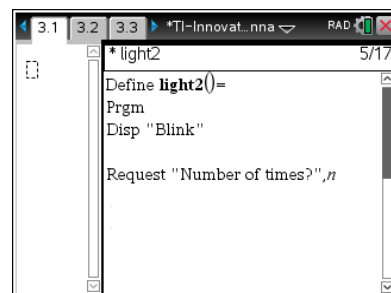 3.1 3.2 3.3 *TI-Innovat...nna RAD
* light2 5/17
Define light2()=
Prgm
Disp "Blink"
Request "Number of times?",n